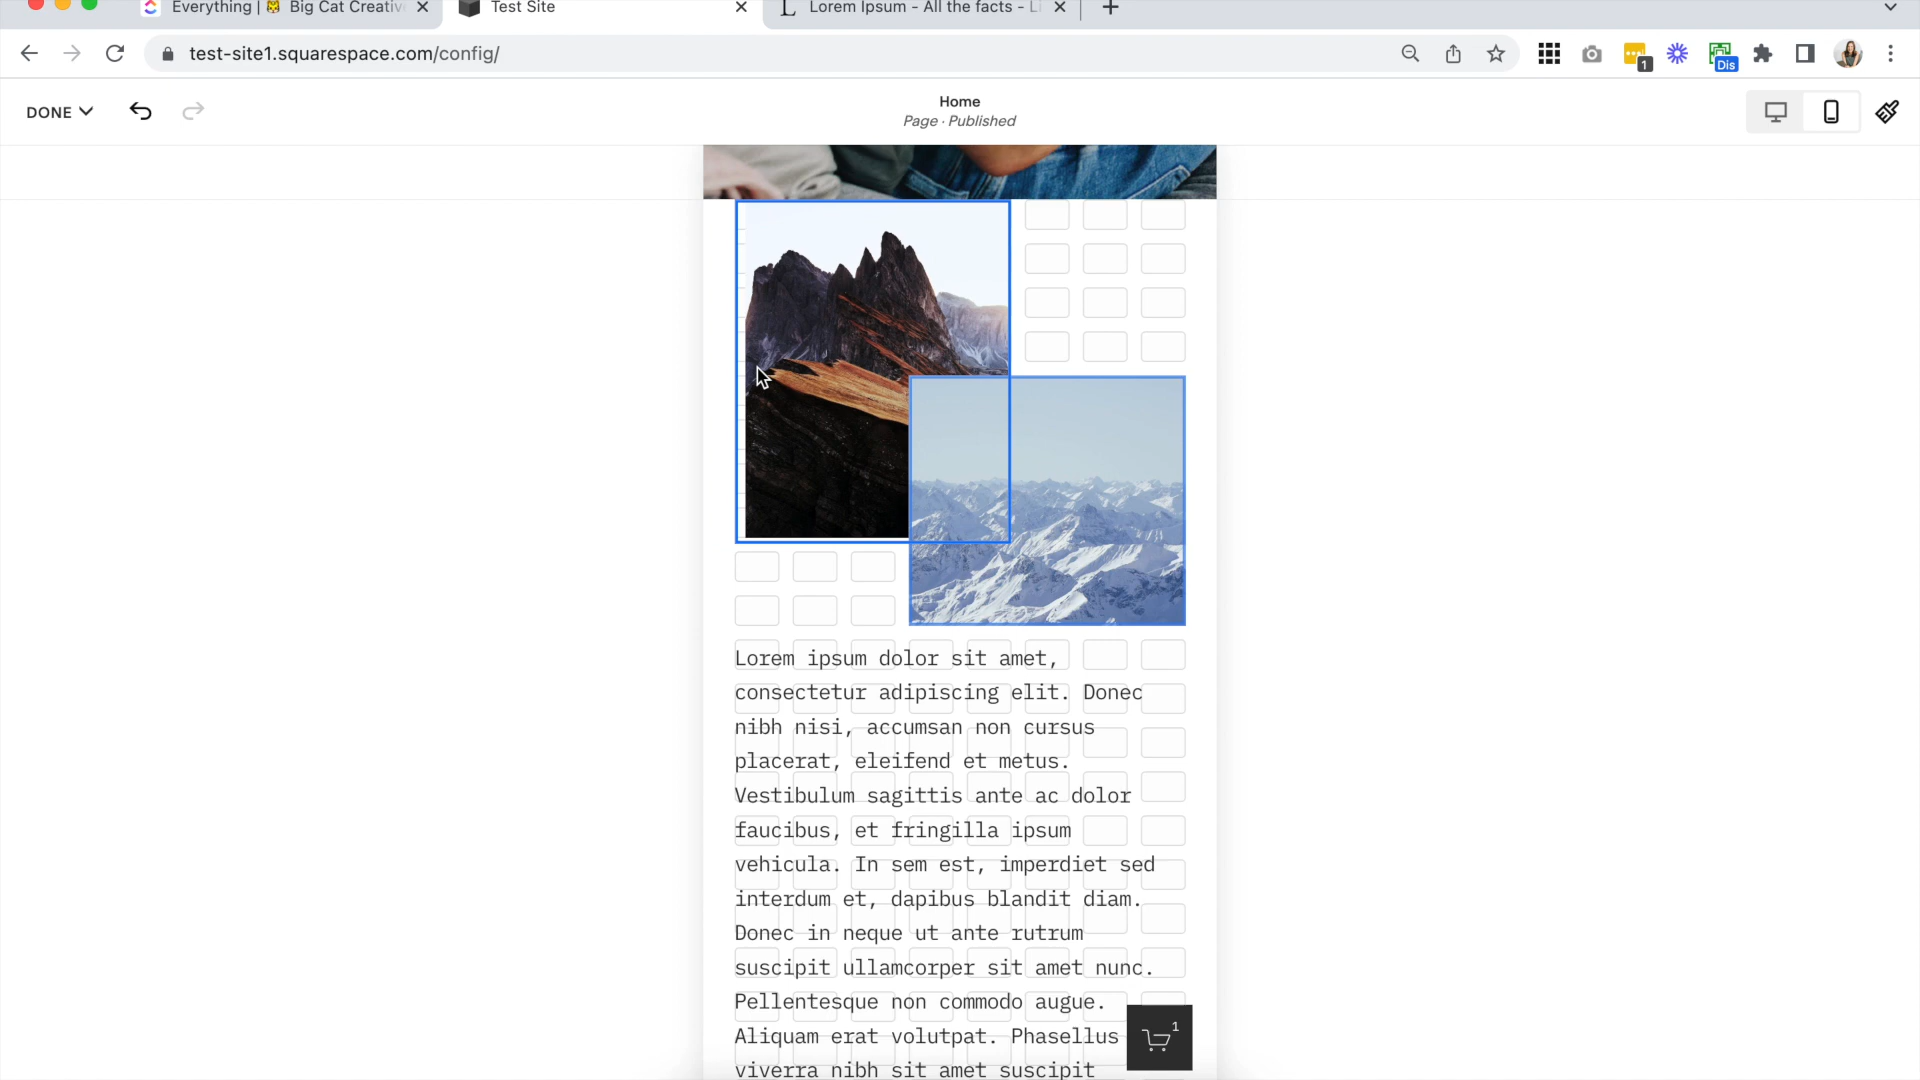 Everything | Big Cat Creativ
Test Site
Lorem Ipsum - All the facts - Li
test-site1.squarespace.com/config/
1
Dis
DONE
Home
Page · Published
Lorem ipsum dolor sit amet,
consectetur adipiscing elit. Donec
nibh nisi, accumsan non cursus
placerat, eleifend et metus.
Vestibulum sagittis ante ac dolor
faucibus, et fringilla ipsum
vehicula. In sem est, imperdiet sed
interdum et, dapibus blandit diam.
Donec in neque ut ante rutrum
suscipit ullamcorper sit amet nunc.
Pellentesque non commodo augue.
Aliquam erat volutpat. Phasellus
viverra nibh sit amet suscipit
1